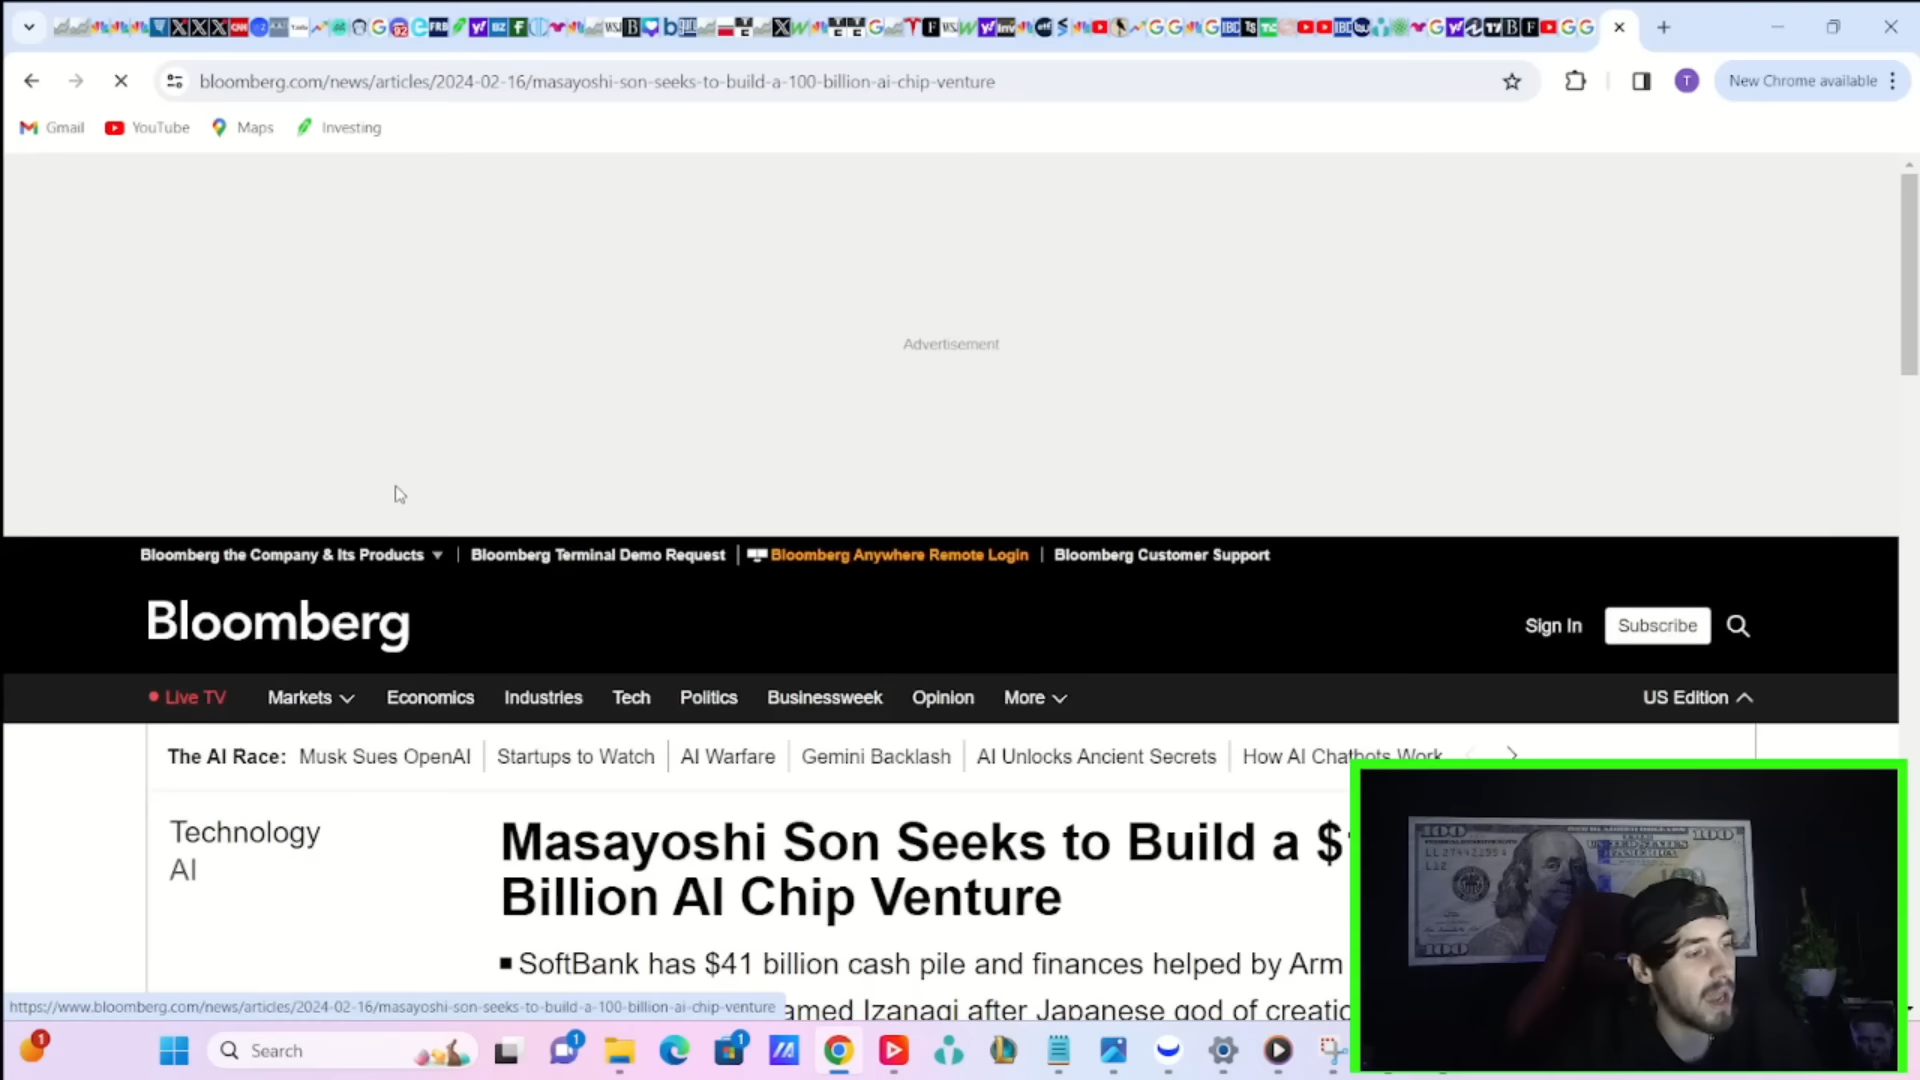 bloomberg.com/news/articles/2024-02-16/masayoshi-son-seeks-to-build-a-100-billion-ai-chip-venture
T
New Chrome available
Gmail
YouTube
Maps
Investing
Advertisement
Bloomberg the Company & Its Products
Bloomberg Terminal Demo Request
Bloomberg Anywhere Remote Login
Bloomberg Customer Support
Bloomberg
Sign In
Subscribe
Live TV
Markets
Economics
Industries
Tech
Politics
Businessweek
Opinion
More
US Edition
The AI Race:
Musk Sues OpenAI
Startups to Watch
AI Warfare
Gemini Backlash
AI Unlocks Ancient Secrets
How AI Chatbots Work
Technology
AI
Masayoshi Son Seeks to Build a $
Billion AI Chip Venture
SoftBank has $41 billion cash pile and finances helped by Arm
amed Izanagi after Japanese god of creatio
https://www.bloomberg.com/news/articles/2024-02-16/masayoshi-son-seeks-to-build-a-100-billion-ai-chip-venture
1
Search
1
1
100
100
100